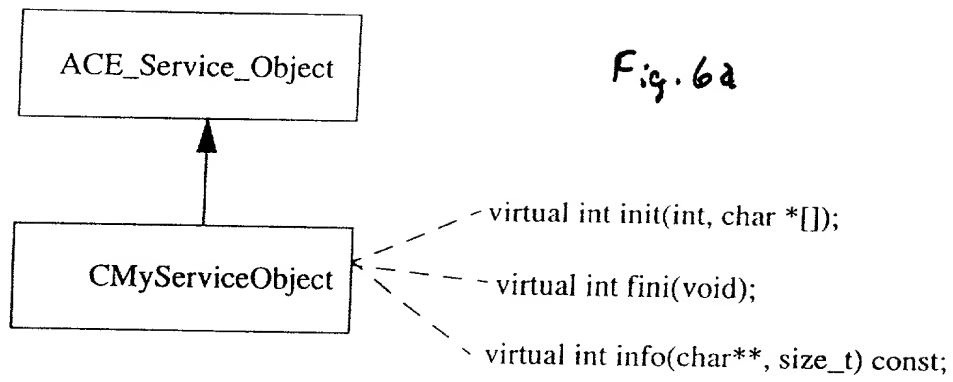 ACE_Service_Object
Fig. 6a
virtual int init(int, char *[]);
CMyServiceObject
virtual int fini(void);
virtual int info(char**, size_t) const;